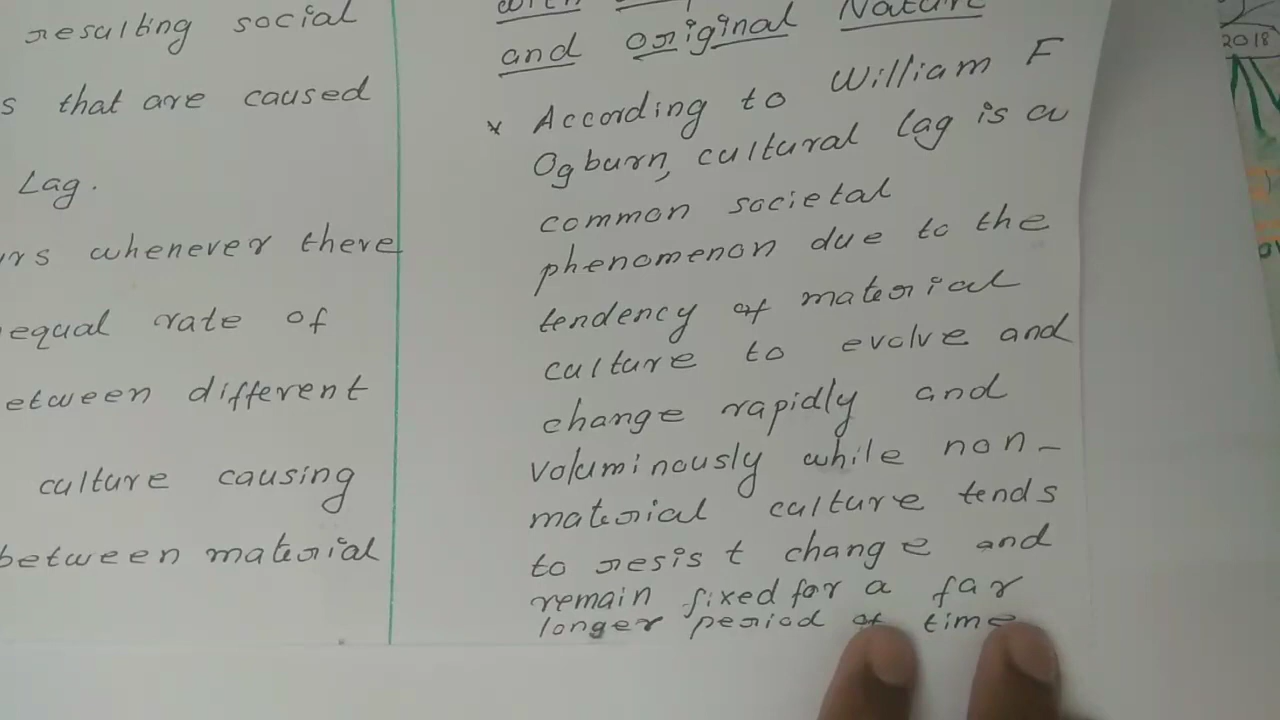 resulting social
s that are caused
Lag.
urs whenever there
equal rate of
etween different
culture causing
between material
with
and original Nature
* According to William F
Ogburn, cultural lag is a
common societal
phenomenon due to the
tendency of material
culture to evolve and
change rapidly and
voluminously while non-
material culture tends
to resist change and
remain fixed for a far
longer period of time
2018